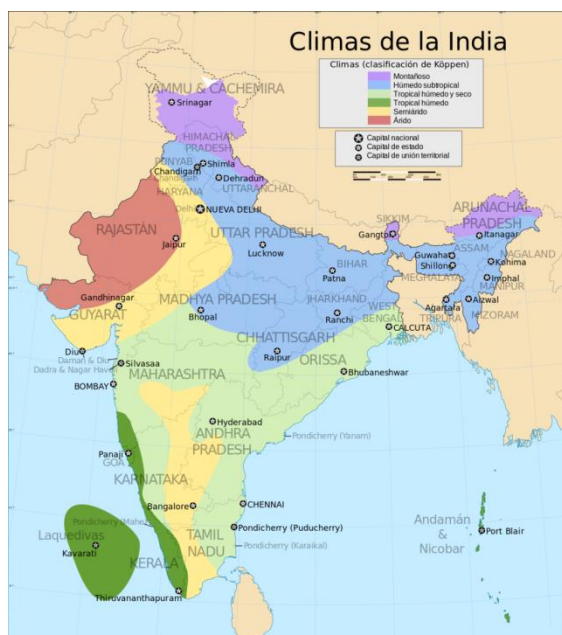 Climas de la India
Climas (clasificación de Köppen)
Montañoso
Húmedo subtropical
Tropical húmedo y seco
Tropical húmedo
Semiárido
Árido
Capital nacional
Capital de estado
Capital de unión territorial
YAMMU & CACHEMIRA
Srinagar
HIMACHAL
PRADESH
PUNYAB
Shimla
Chandigarh
Chandigarh
Dehradun
UTTARANCHAL
HARYANA
Delhi
NUEVA DELHI
RAJASTÁN
Jaipur
UTTAR PRADESH
Lucknow
SIKKIM
Gangtok
ARUNACHAL
PRADESH
Itanagar
ASSAM
NAGALAND
Guwahati
Kohima
Shillong
MEGHALAYA
Imphal
MANIPUR
BIHAR
Patna
Agartala
Aizwal
TRIPURA
MIZORAM
Gandhinagar
GUYARAT
MADHYA PRADESH
Bhopal
JHARKHAND
Ranchi
WEST
BENGAL
CALCUTA
CHHATTISGARH
Raipur
ORISSA
Bhubaneshwar
Diu
Daman & Diu
Dadra & Nagar Haveli
Silvasaa
BOMBAY
MAHARASHTRA
Hyderabad
ANDHRA
PRADESH
Pondicherry (Yanam)
Panaji
GOA
KARNATAKA
Bangalore
CHENNAI
Pondicherry (Mahe)
Pondicherry (Puducherry)
Pondicherry (Karaikal)
TAMIL
NADU
Laquedivas
Kavarati
KERALA
Thiruvananthapuram
Andamán
&
Nicobar
Port Blair